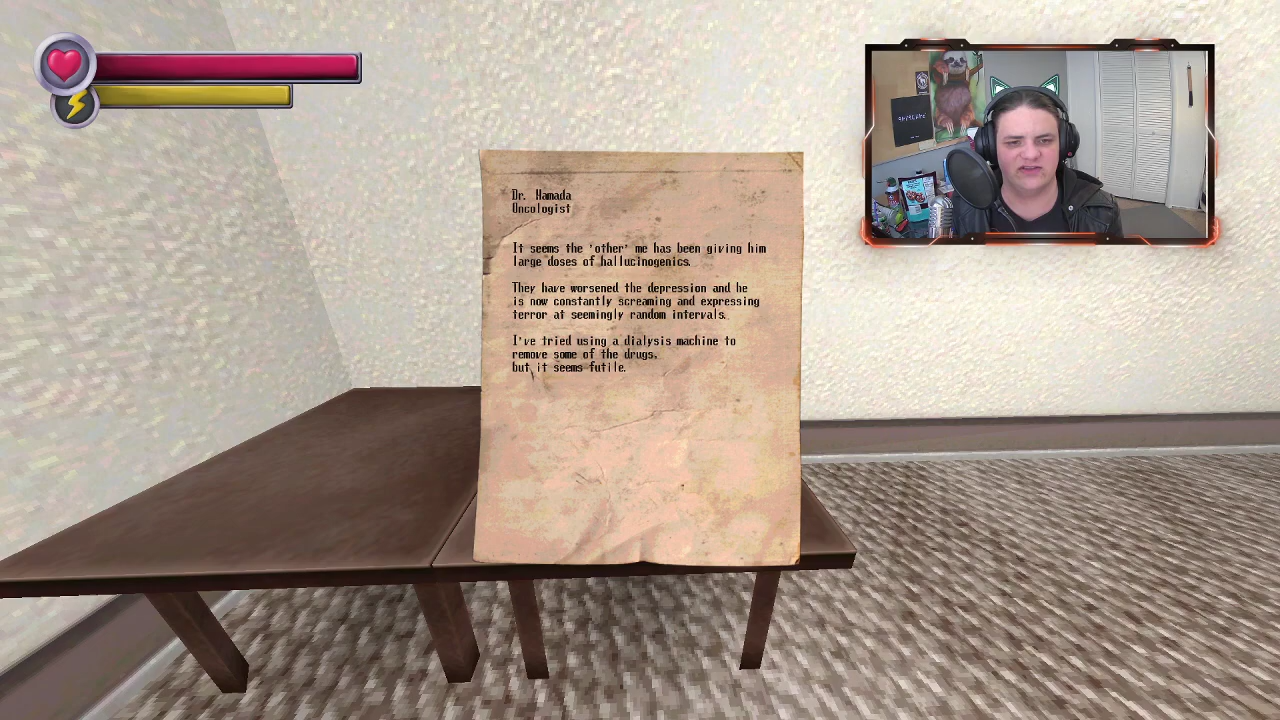 Dr. Hamada
Oncologist
It seems the 'other' me has been giving him
large doses of hallucinogenics.
They have worsened the depression and he
is now constantly screaming and expressing
terror at seemingly random intervals.
I've tried using a dialysis machine to
remove some of the drugs,
but it seems futile.